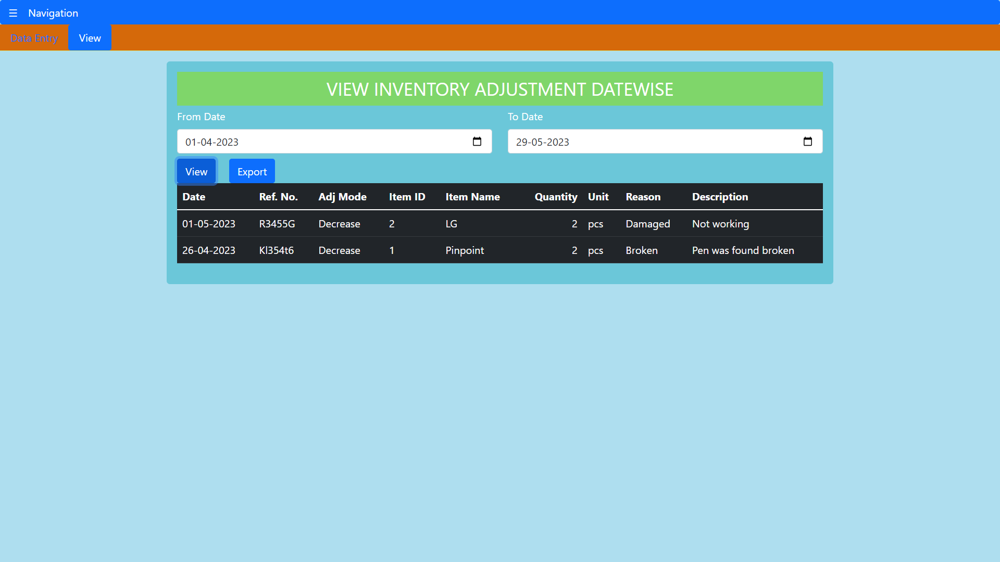 ☰ Navigation
Data Entry View
VIEW INVENTORY ADJUSTMENT DATEWISE
From Date To Date
01-04-2023 29-05-2023
View Export
Date Ref. No. Adj Mode Item ID Item Name Quantity Unit Reason Description
01-05-2023 R3455G Decrease 2 LG 2 pcs Damaged Not working
26-04-2023 Kl354t6 Decrease 1 Pinpoint 2 pcs Broken Pen was found broken